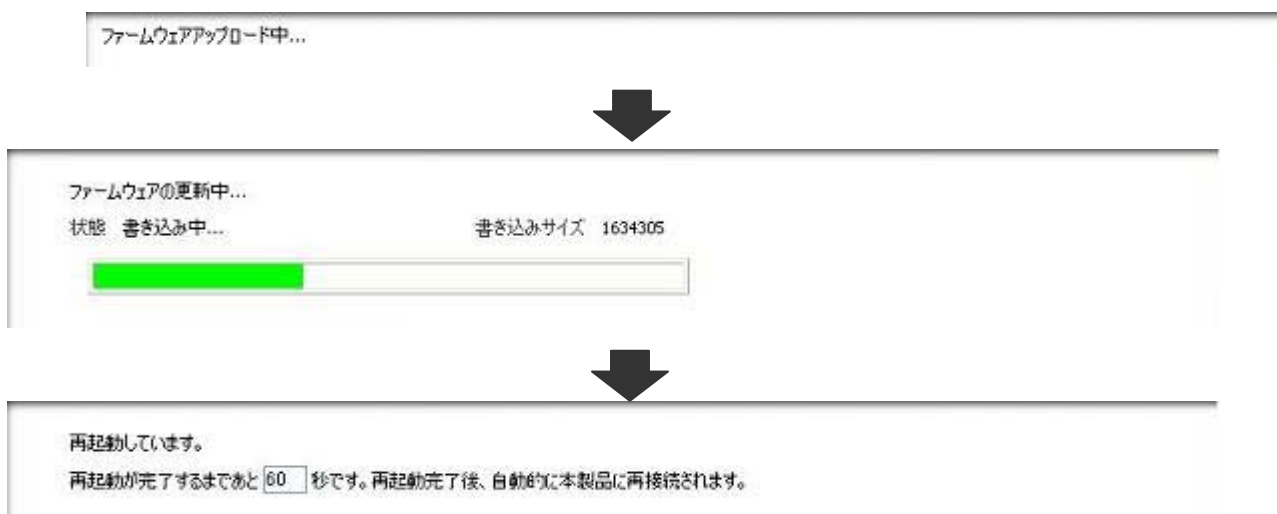 ファームウェアアップロード中...
ファームウェアの更新中...
状態 書き込み中... 書き込みサイズ 1634305
再起動しています。
再起動が完了するまであと 60 秒です。再起動完了後、自動的に本製品に再接続されます。